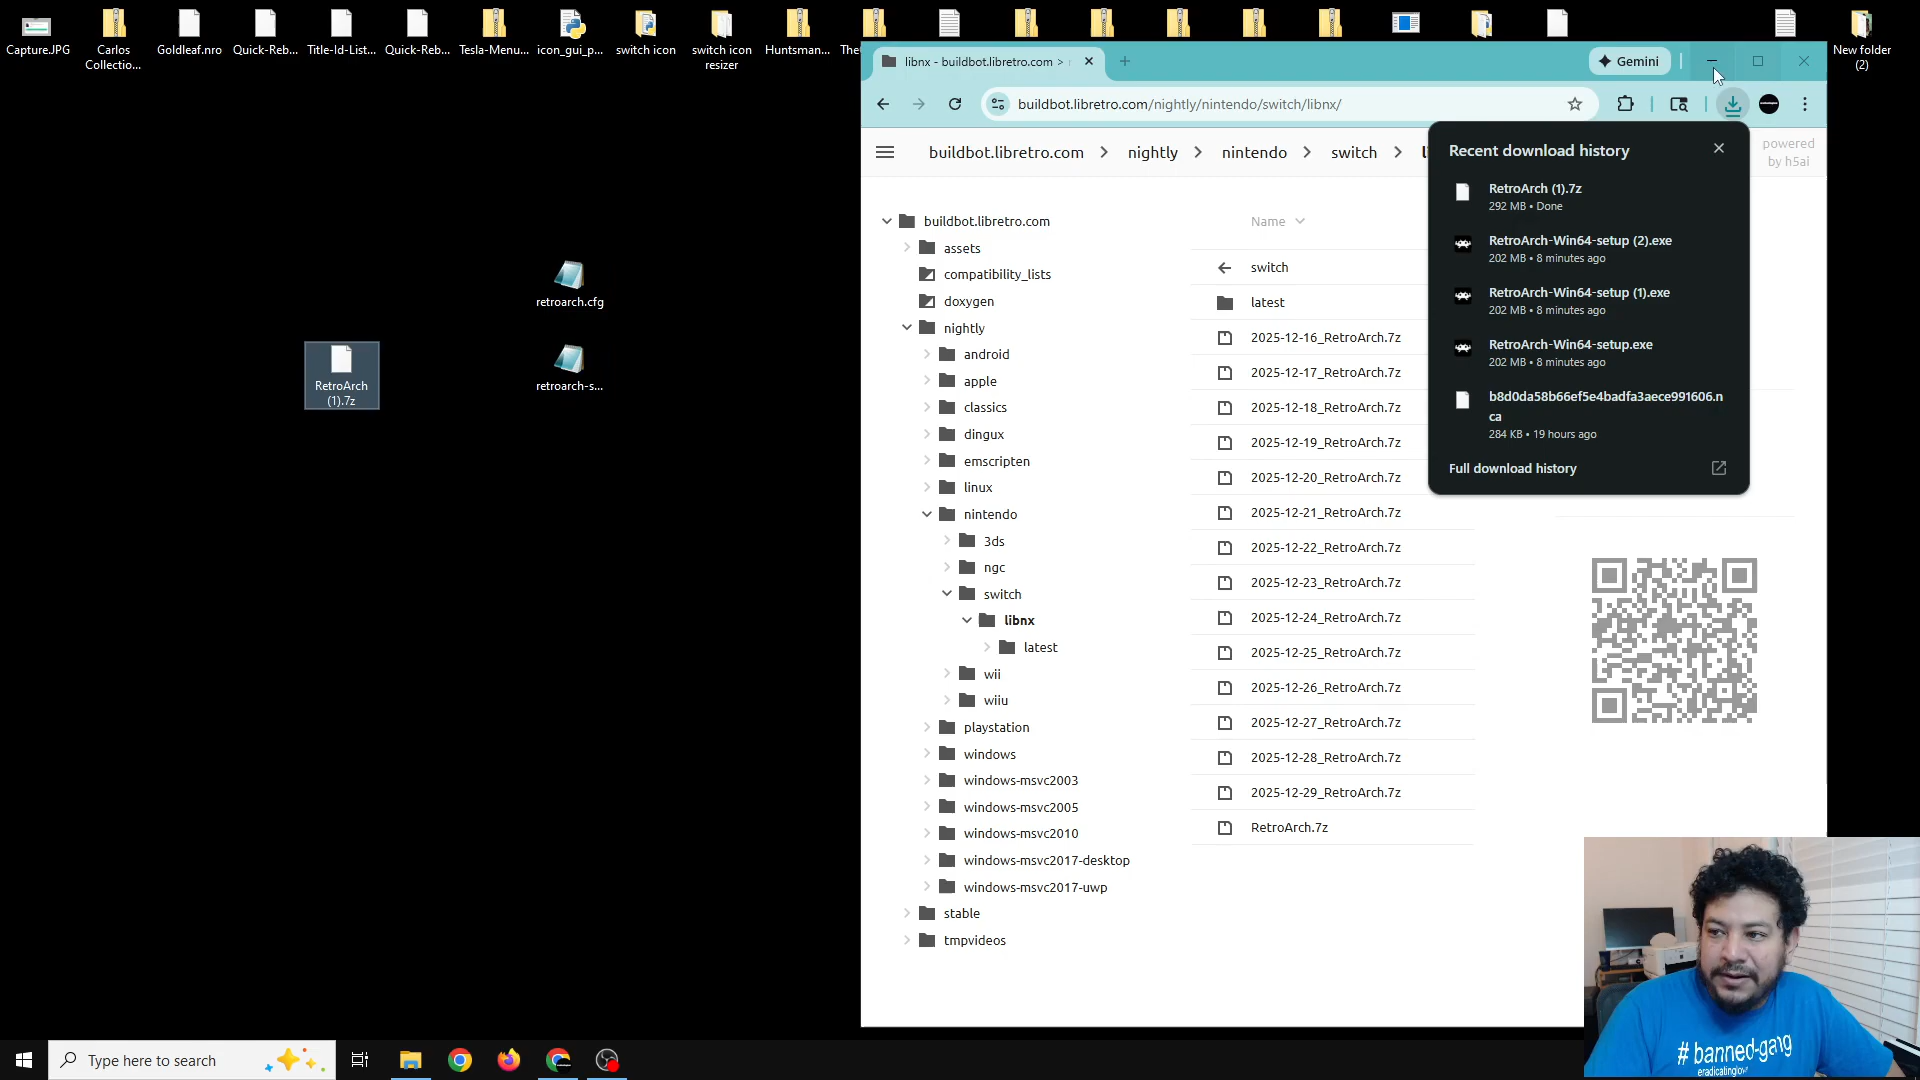 Capture.JPG
Carlos
Collectio...
Goldleaf.nro
Quick-Reb...
Title-Id-List...
Quick-Reb...
Tesla-Menu...
icon_gui_p...
switch icon
switch icon
resizer
Huntsman...
New folder
(2)
libnx - buildbot.libretro.com >
Gemini
buildbot.libretro.com/nightly/nintendo/switch/libnx/
buildbot.libretro.com
nightly
nintendo
switch
powered
by h5ai
Recent download history
RetroArch (1).7z
292 MB • Done
RetroArch-Win64-setup (2).exe
202 MB • 8 minutes ago
RetroArch-Win64-setup (1).exe
202 MB • 8 minutes ago
RetroArch-Win64-setup.exe
202 MB • 8 minutes ago
b8d0da58b66ef5e4badfa3aece991606.n
ca
284 KB • 19 hours ago
Full download history
retroarch.cfg
RetroArch
(1).7z
retroarch-s...
buildbot.libretro.com
assets
compatibility_lists
doxygen
nightly
android
apple
classics
dingux
emscripten
linux
nintendo
3ds
ngc
switch
libnx
latest
wii
wiiu
playstation
windows
windows-msvc2003
windows-msvc2005
windows-msvc2010
windows-msvc2017-desktop
windows-msvc2017-uwp
stable
tmpvideos
Name
switch
latest
2025-12-16_RetroArch.7z
2025-12-17_RetroArch.7z
2025-12-18_RetroArch.7z
2025-12-19_RetroArch.7z
2025-12-20_RetroArch.7z
2025-12-21_RetroArch.7z
2025-12-22_RetroArch.7z
2025-12-23_RetroArch.7z
2025-12-24_RetroArch.7z
2025-12-25_RetroArch.7z
2025-12-26_RetroArch.7z
2025-12-27_RetroArch.7z
2025-12-28_RetroArch.7z
2025-12-29_RetroArch.7z
RetroArch.7z
# banned-gang
Type here to search